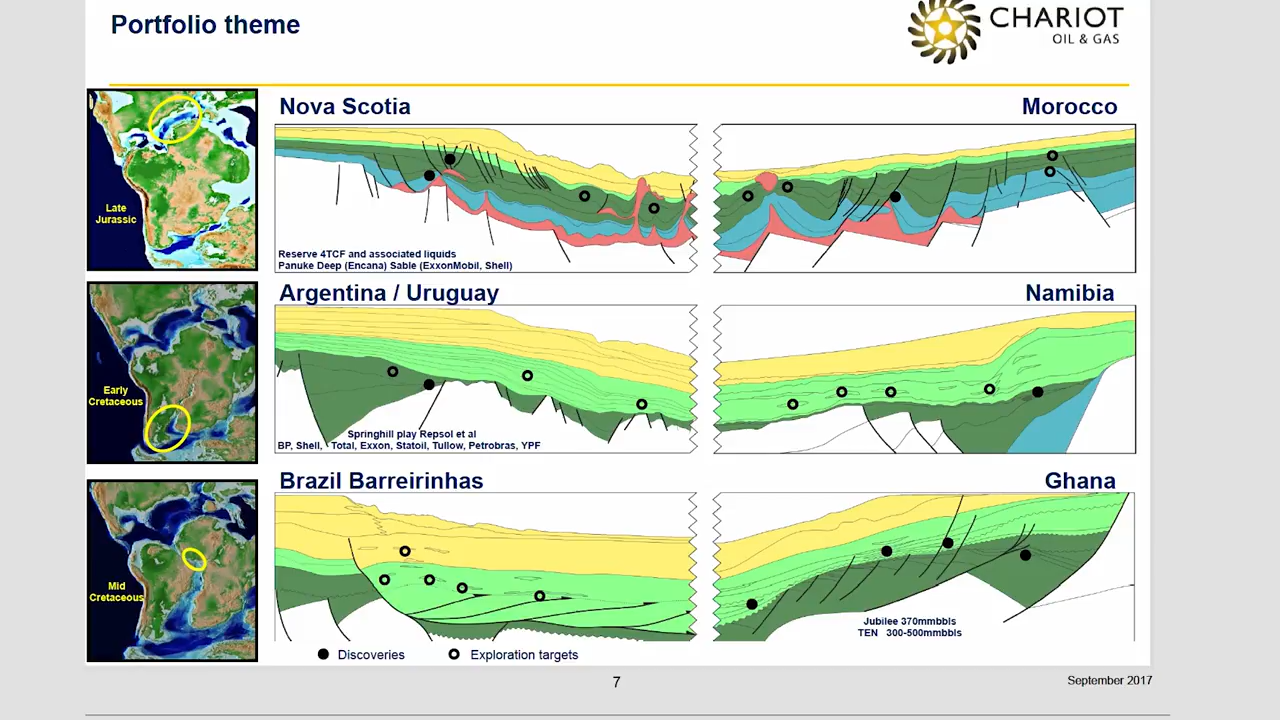 Portfolio theme
CHARIOT
OIL & GAS
Nova Scotia
Morocco
Late
Jurassic
Reserve 4TCF and associated liquids
Panuke Deep (Encana) Sable (ExxonMobil, Shell)
Argentina / Uruguay
Namibia
Early
Cretaceous
Springhill play Repsol et al
BP, Shell, Total, Exxon, Statoil, Tullow, Petrobras, YPF
Brazil Barreirinhas
Ghana
Mid
Cretaceous
Jubilee 370mmbbls
TEN 300-500mmbbls
Discoveries
Exploration targets
7
September 2017